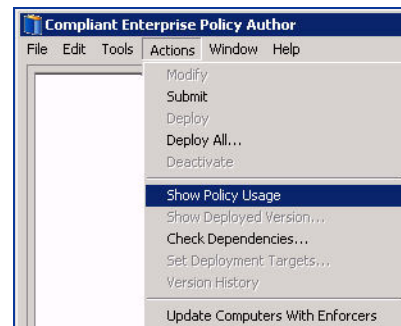 Compliant Enterprise Policy Author
File Edit Tools Actions Window Help
Modify
Submit
Deploy
Deploy All...
Deactivate
Show Policy Usage
Show Deployed Version...
Check Dependencies...
Set Deployment Targets...
Version History
Update Computers With Enforcers